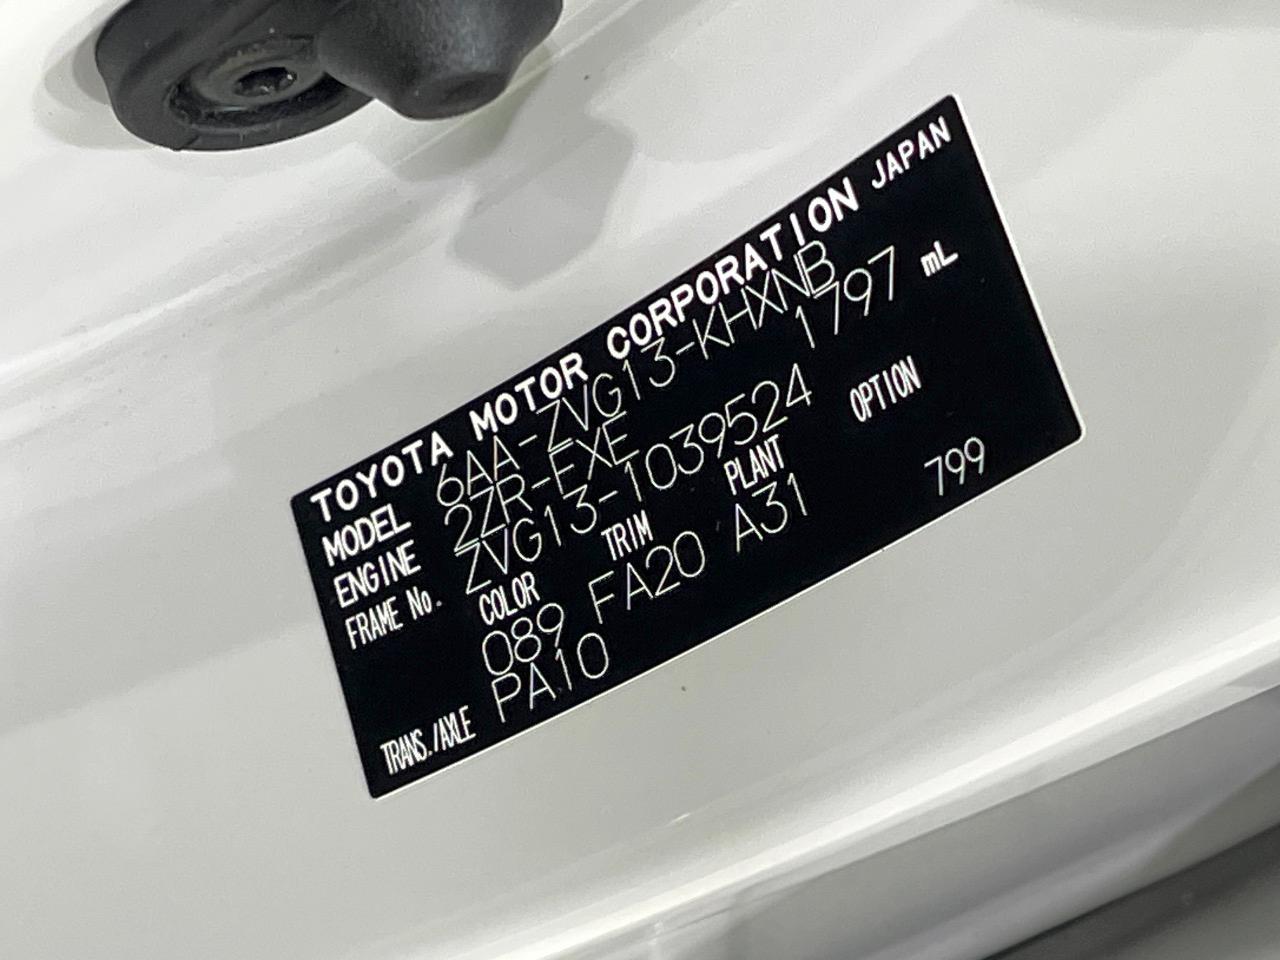 TOYOTA MOTOR CORPORATION JAPAN
MODEL 6AA-ZVG13-KHXNB
ENGINE 2ZR-FXE 1797 mL
FRAME No. ZVG13-1039524
COLOR TRIM PLANT OPTION
089 FA20 A31 799
TRANS./AXLE PA10